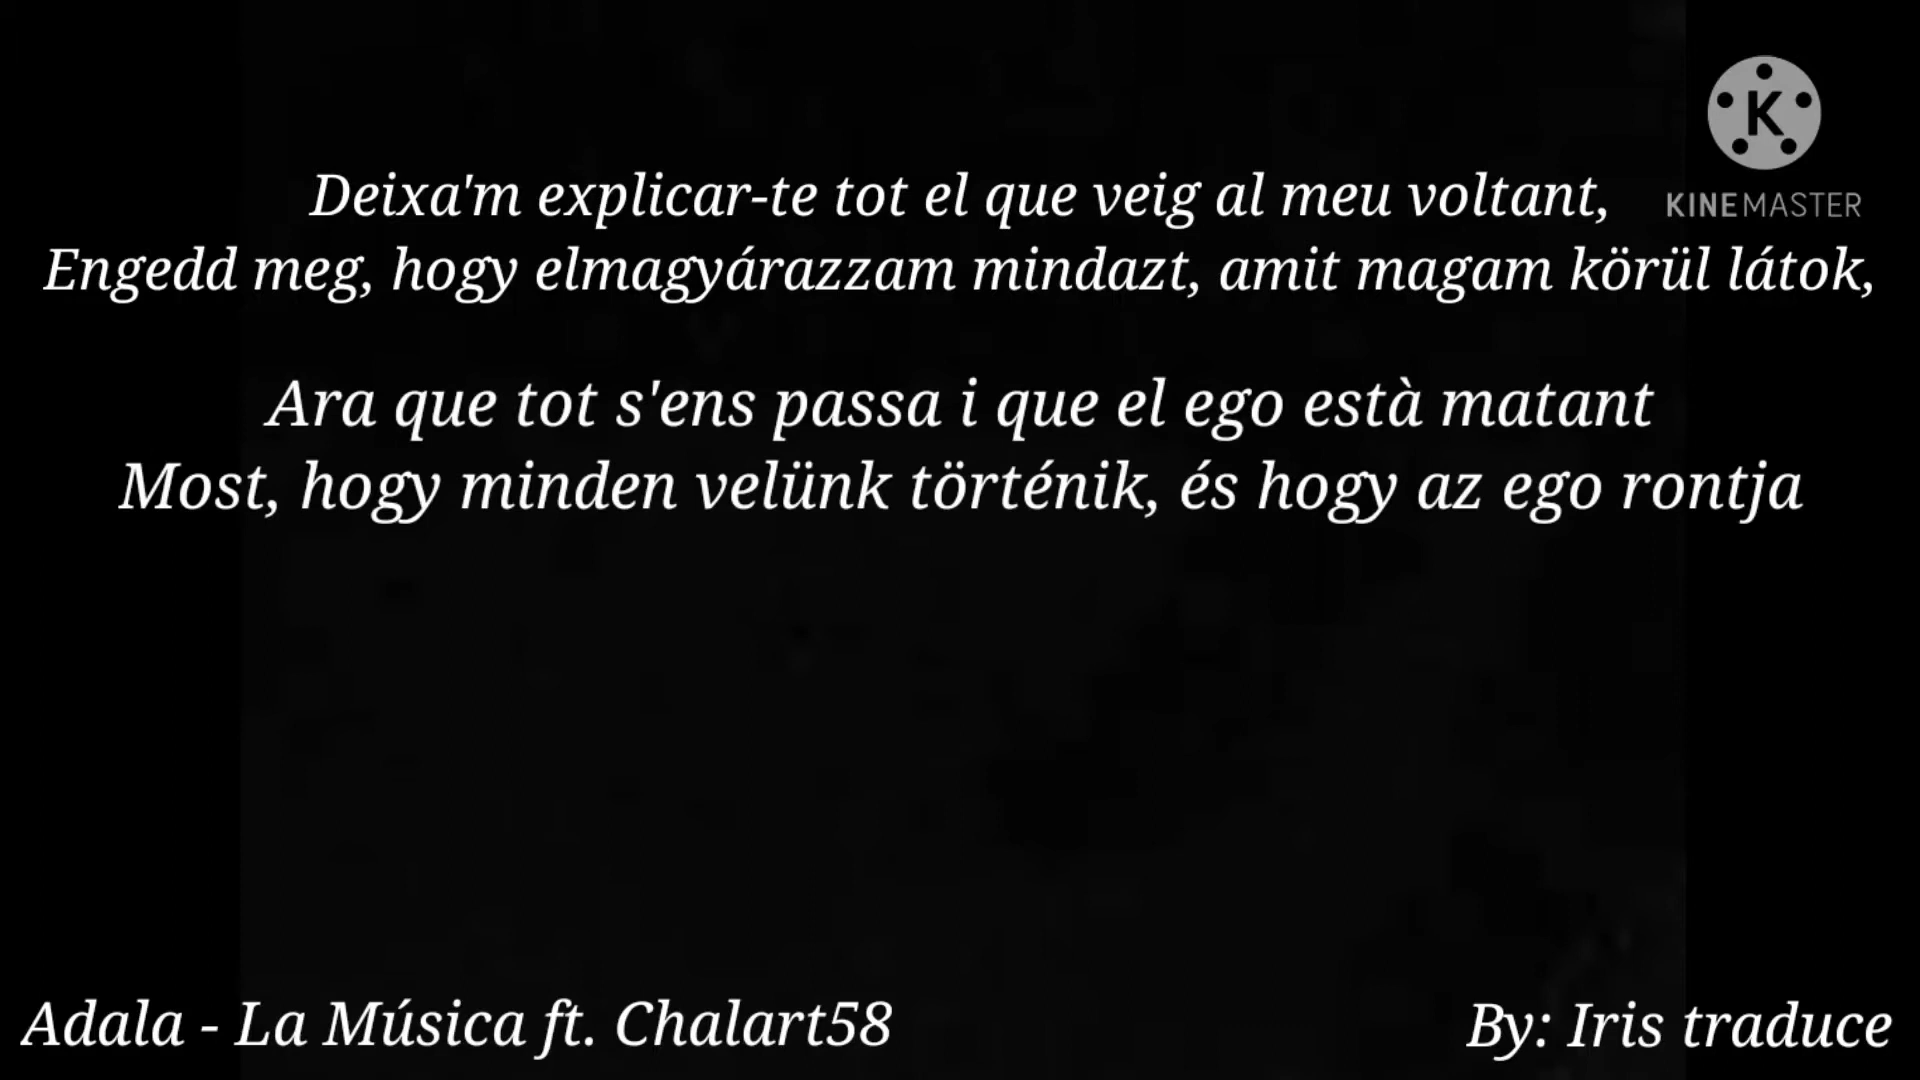 K
KINEMASTER
Deixa'm explicar-te tot el que veig al meu voltant,
Engedd meg, hogy elmagyárazzam mindazt, amit magam körül látok,
Ara que tot s'ens passa i que el ego està matant
Most, hogy minden velünk történik, és hogy az ego rontja
Adala - La Música ft. Chalart58
By: Iris traduce